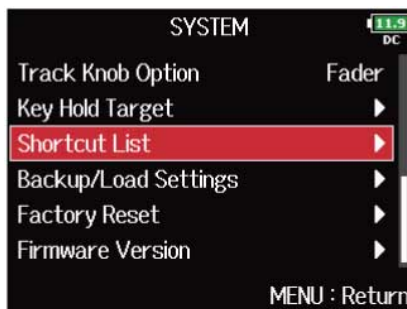 SYSTEM
11.9
DC
Track Knob Option Fader
Key Hold Target
Shortcut List
Backup/Load Settings
Factory Reset
Firmware Version
MENU : Return